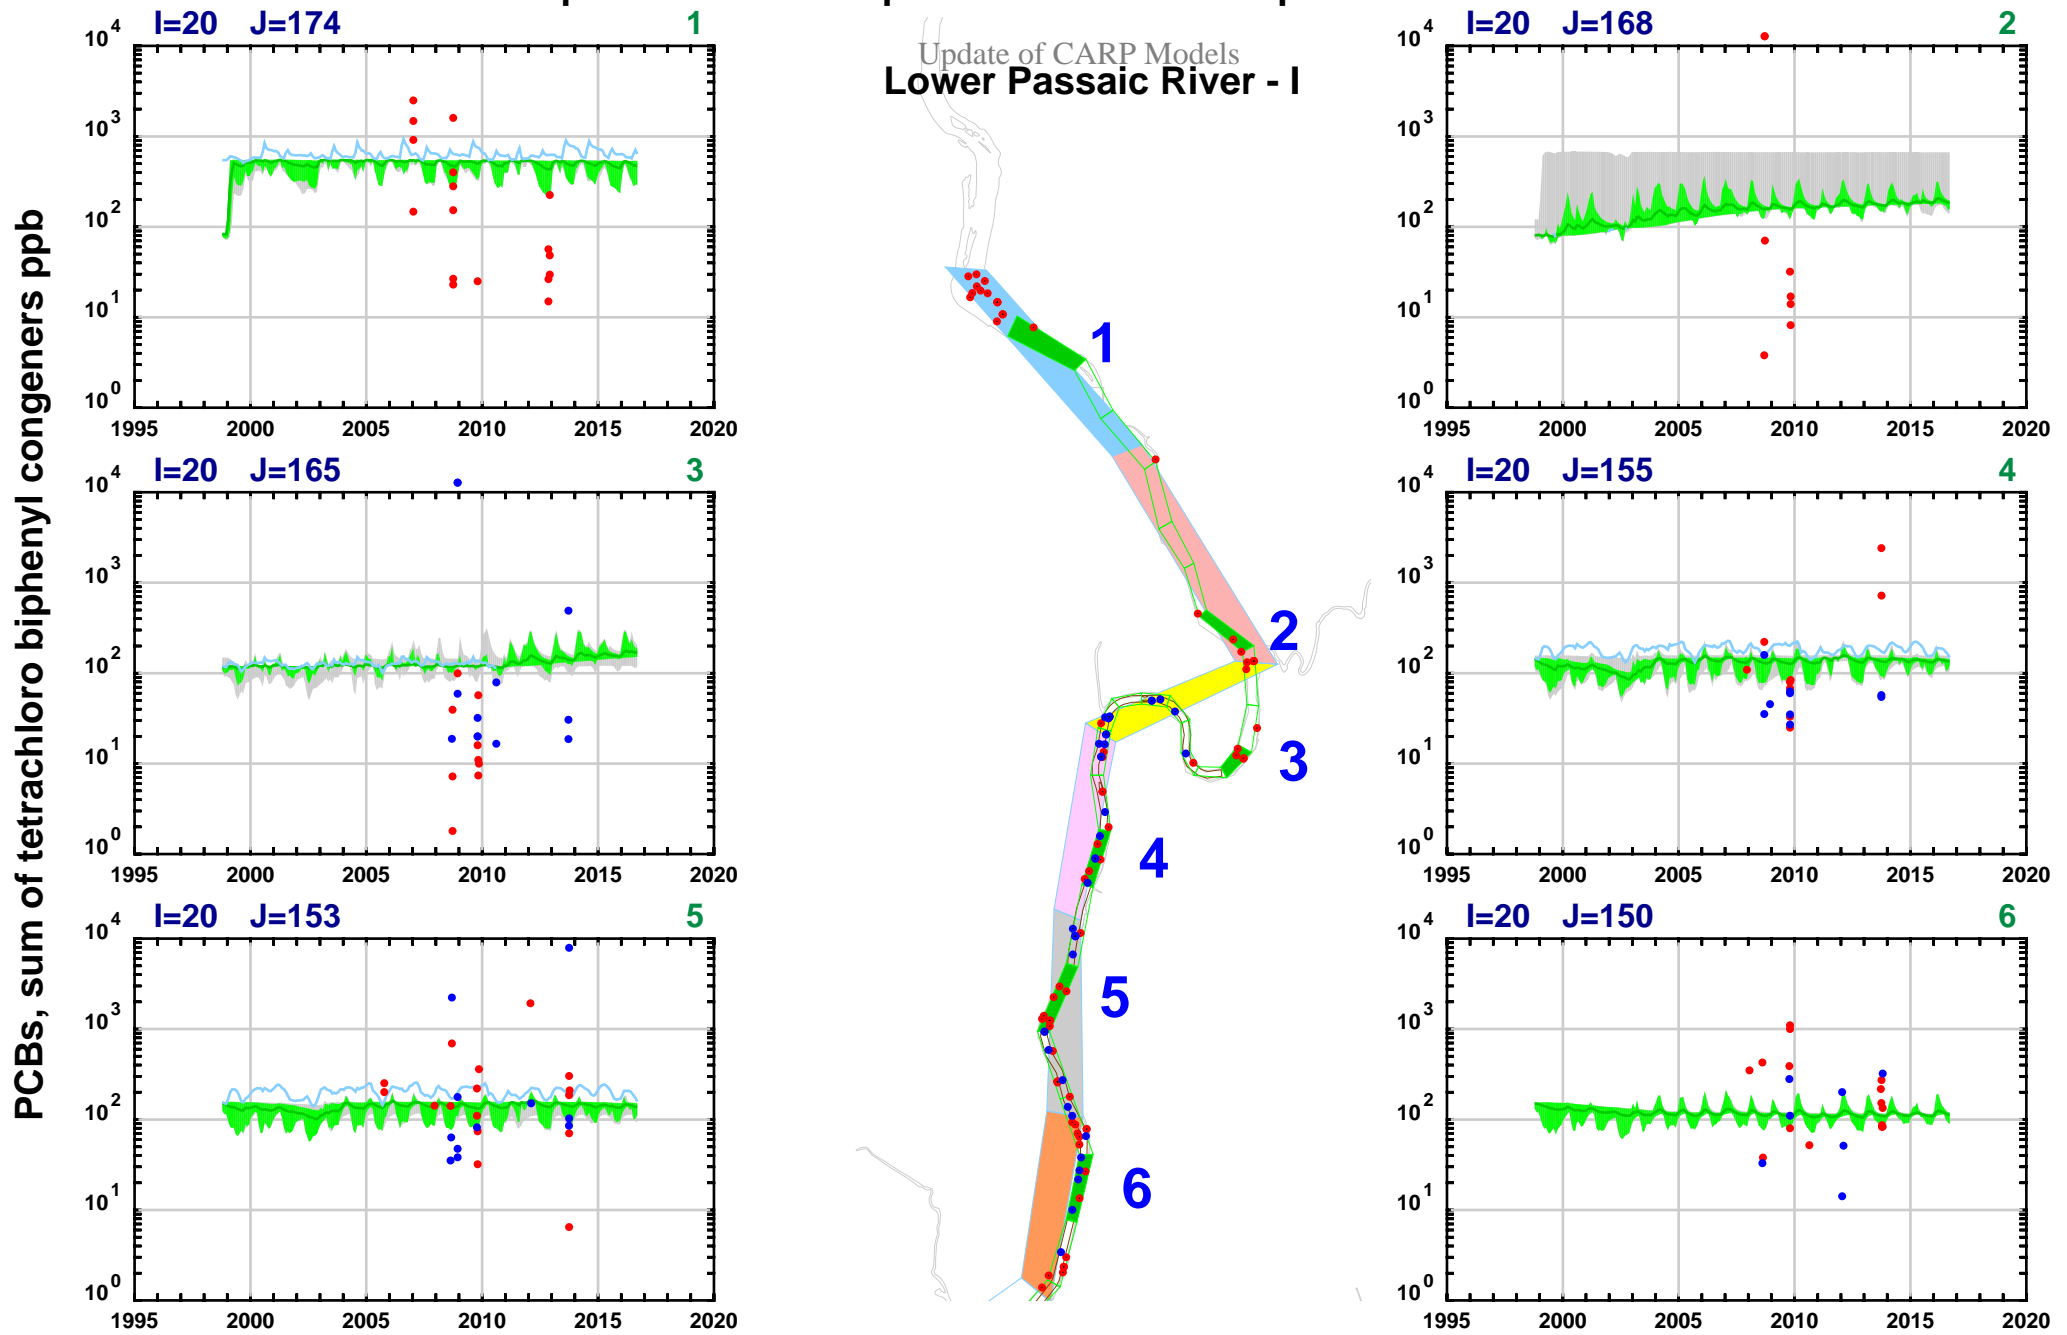 Update of CARP Models
Lower Passaic River - I
PCBs, sum of tetrachloro biphenyl congeners ppb
I=20 J=174 1
10^4
10^3
10^2
10^1
10^0
1995 2000 2005 2010 2015 2020
I=20 J=168 2
10^4
10^3
10^2
10^1
10^0
1995 2000 2005 2010 2015 2020
I=20 J=165 3
10^4
10^3
10^2
10^1
10^0
1995 2000 2005 2010 2015 2020
I=20 J=155 4
10^4
10^3
10^2
10^1
10^0
1995 2000 2005 2010 2015 2020
I=20 J=153 5
10^4
10^3
10^2
10^1
10^0
1995 2000 2005 2010 2015 2020
I=20 J=150 6
10^4
10^3
10^2
10^1
10^0
1995 2000 2005 2010 2015 2020
1
2
3
4
5
6